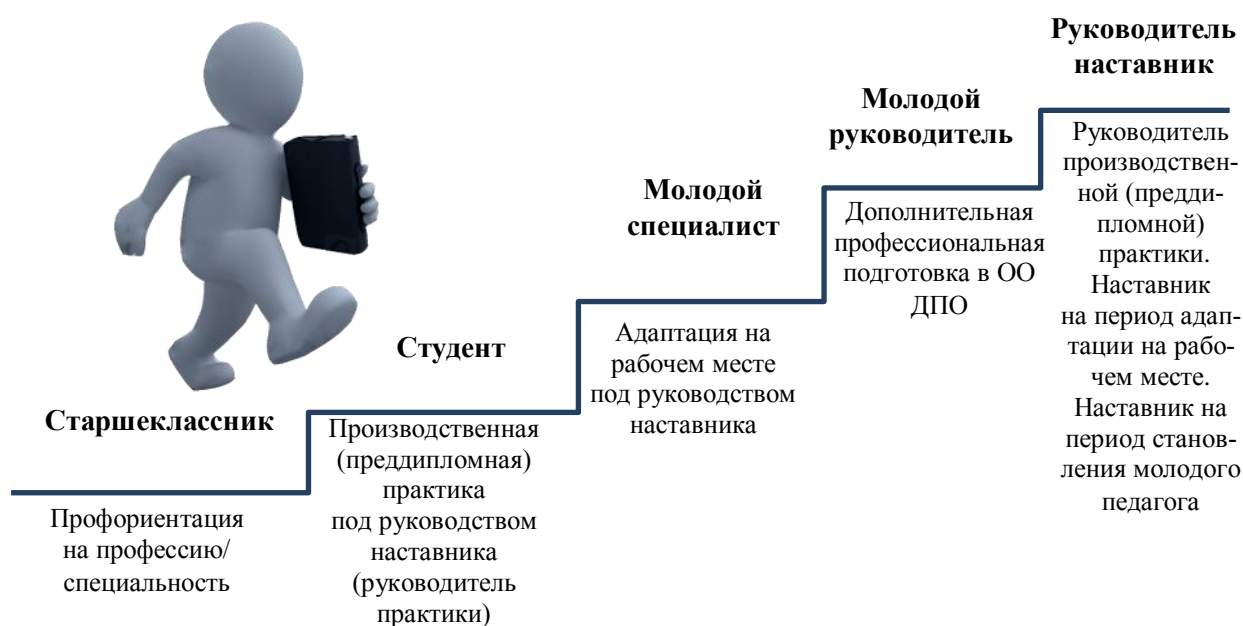 Старшеклассник
Профориентация
на профессию/
специальность
Студент
Производственная
(преддипломная)
практика
под руководством
наставника
(руководитель
практики)
Молодой
специалист
Адаптация на
рабочем месте
под руководством
наставника
Молодой
руководитель
Дополнительная
профессиональная
подготовка в ОО
ДПО
Руководитель
наставник
Руководитель
производствен-
ной (предди-
пломной)
практики.
Наставник
на период адап-
тации на рабо-
чем месте.
Наставник на
период станов-
ления молодого
педагога